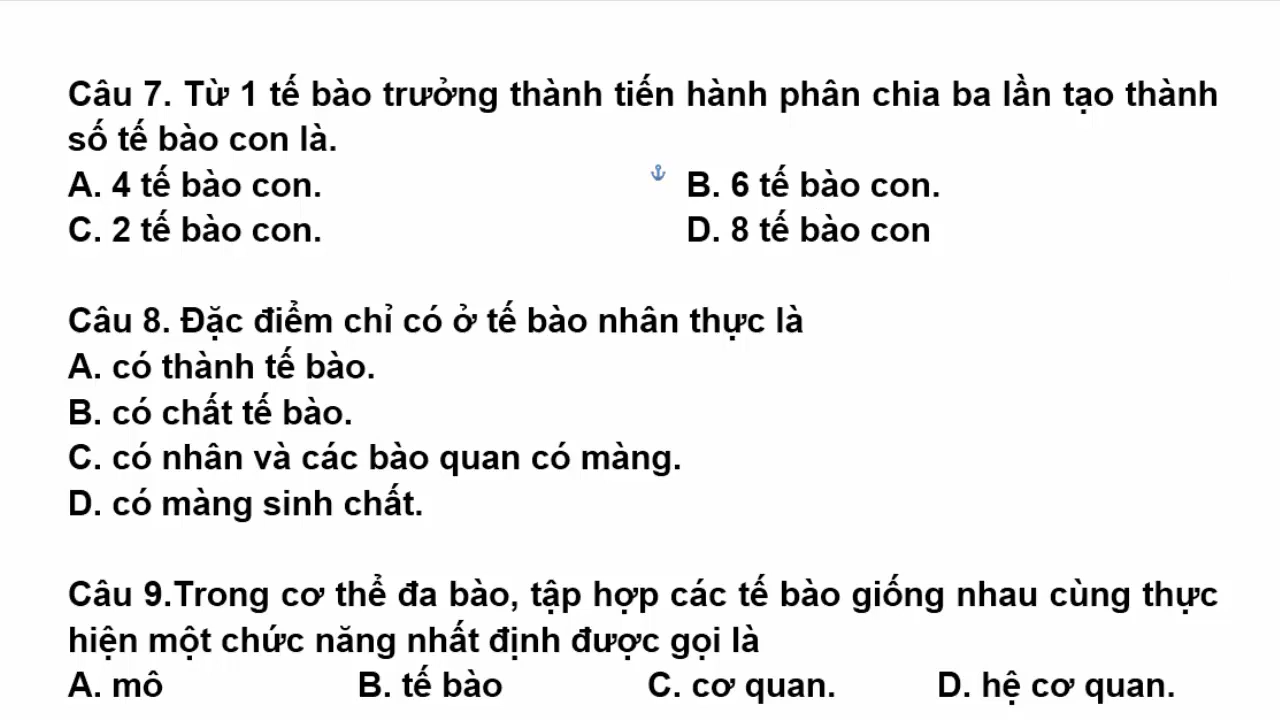 Câu 7. Từ 1 tế bào trưởng thành tiến hành phân chia ba lần tạo thành
số tế bào con là.
A. 4 tế bào con. B. 6 tế bào con.
C. 2 tế bào con. D. 8 tế bào con
Câu 8. Đặc điểm chỉ có ở tế bào nhân thực là
A. có thành tế bào.
B. có chất tế bào.
C. có nhân và các bào quan có màng.
D. có màng sinh chất.
Câu 9.Trong cơ thể đa bào, tập hợp các tế bào giống nhau cùng thực
hiện một chức năng nhất định được gọi là
A. mô B. tế bào C. cơ quan. D. hệ cơ quan.